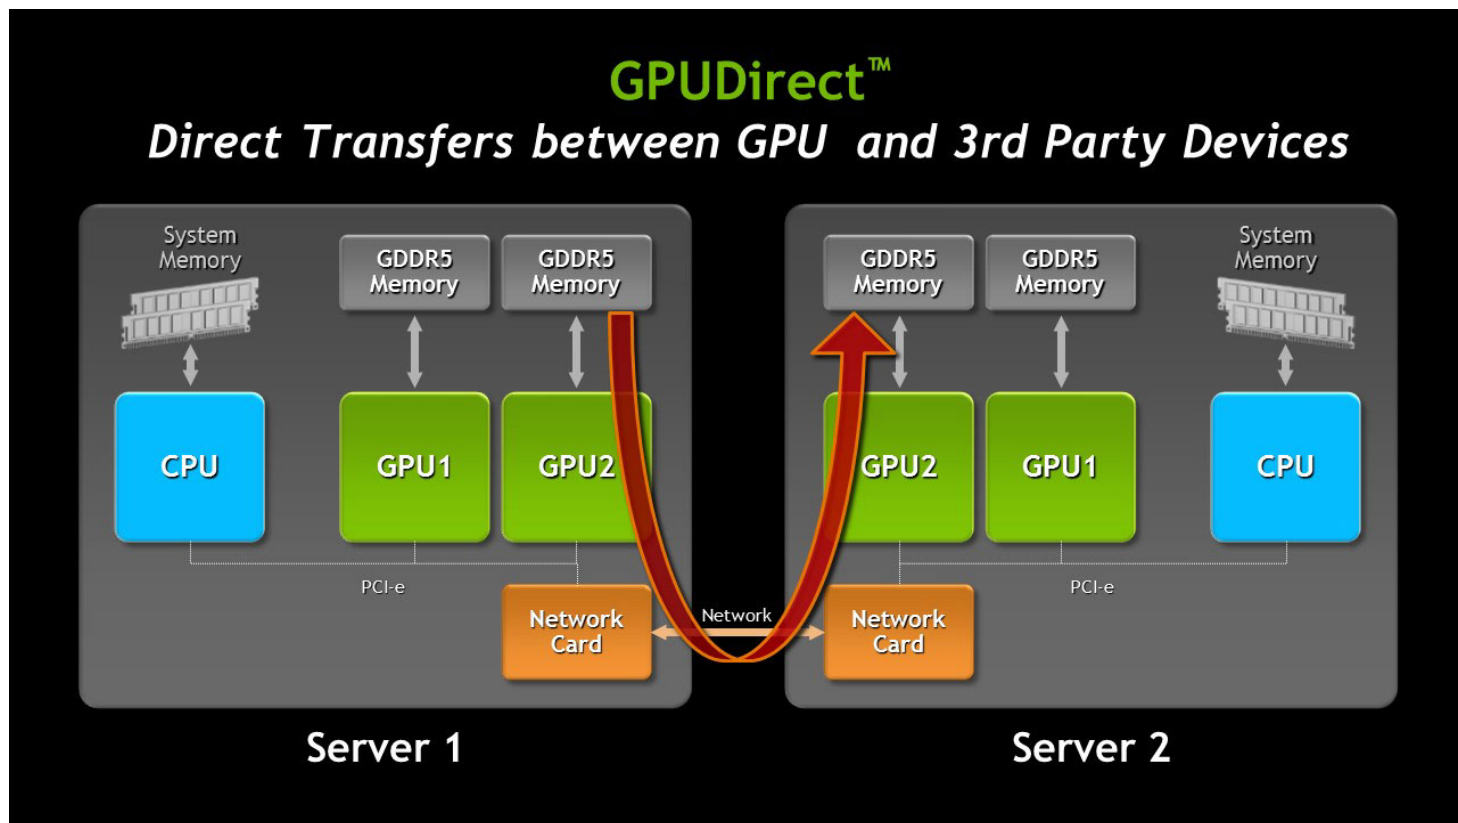 GPUDirect™
Direct Transfers between GPU and 3rd Party Devices
System
Memory
GDDR5
Memory
GDDR5
Memory
CPU
GPU1
GPU2
PCI-e
Network
Card
Server 1
Network
GDDR5
Memory
GDDR5
Memory
System
Memory
GPU2
GPU1
CPU
PCI-e
Network
Card
Server 2